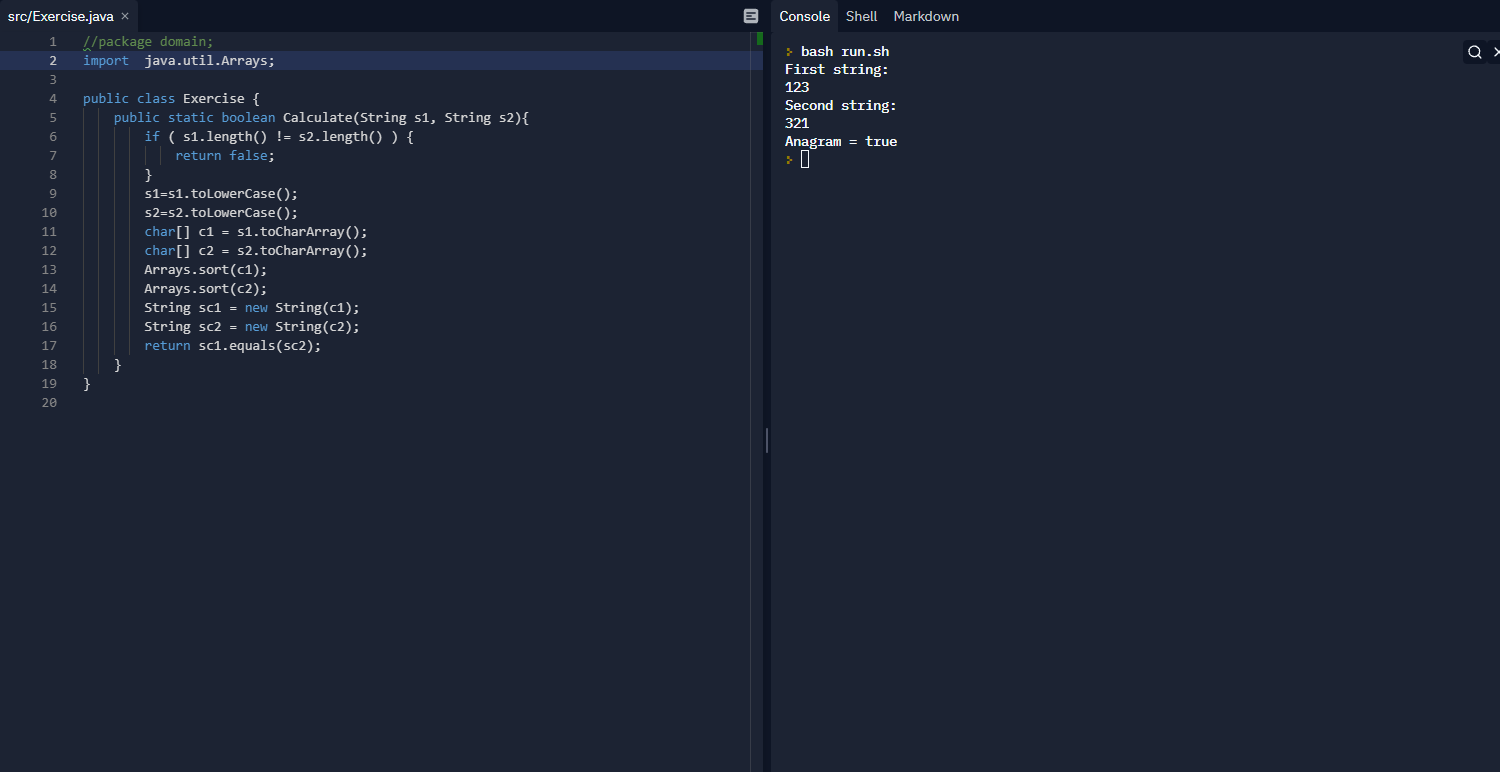 src/Exercise.java ×
1 //package domain;
2 import  java.util.Arrays;
3
4 public class Exercise {
5     public static boolean Calculate(String s1, String s2){
6         if ( s1.length() != s2.length() ) {
7             return false;
8         }
9         s1=s1.toLowerCase();
10         s2=s2.toLowerCase();
11         char[] c1 = s1.toCharArray();
12         char[] c2 = s2.toCharArray();
13         Arrays.sort(c1);
14         Arrays.sort(c2);
15         String sc1 = new String(c1);
16         String sc2 = new String(c2);
17         return sc1.equals(sc2);
18     }
19 }
20
Console Shell Markdown
bash run.sh
First string:
123
Second string:
321
Anagram = true